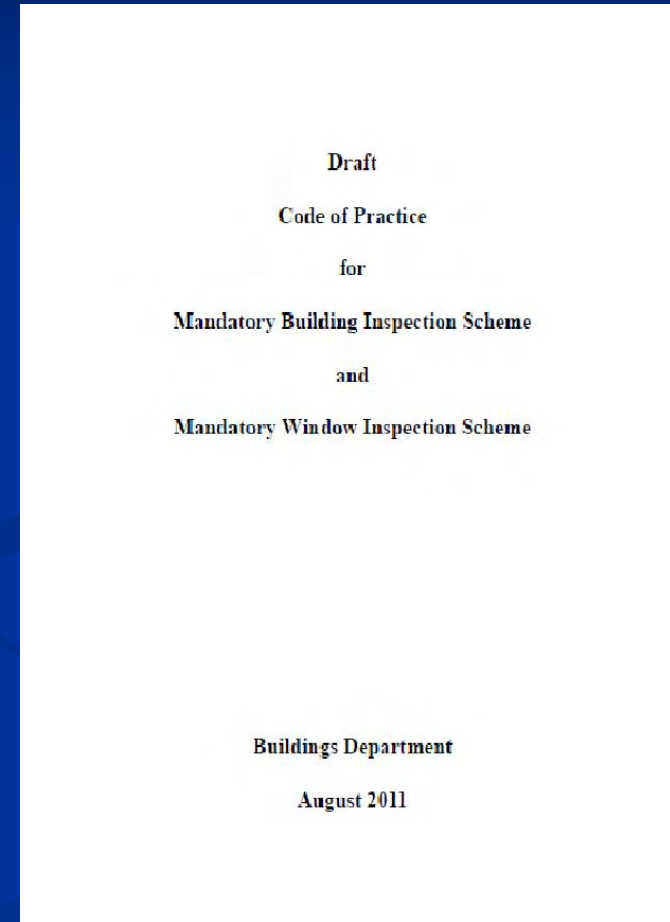 Draft
Code of Practice
for
Mandatory Building Inspection Scheme
and
Mandatory Window Inspection Scheme
Buildings Department
August 2011